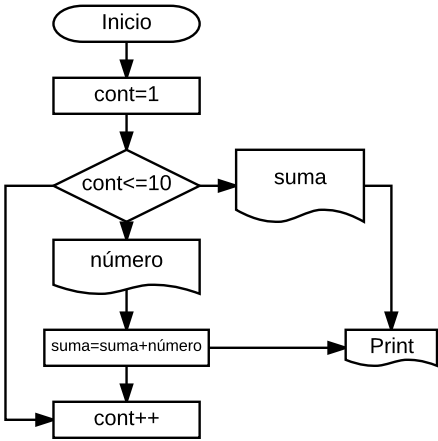 Inicio
cont=1
cont<=10
suma
número
suma=suma+número
Print
cont++